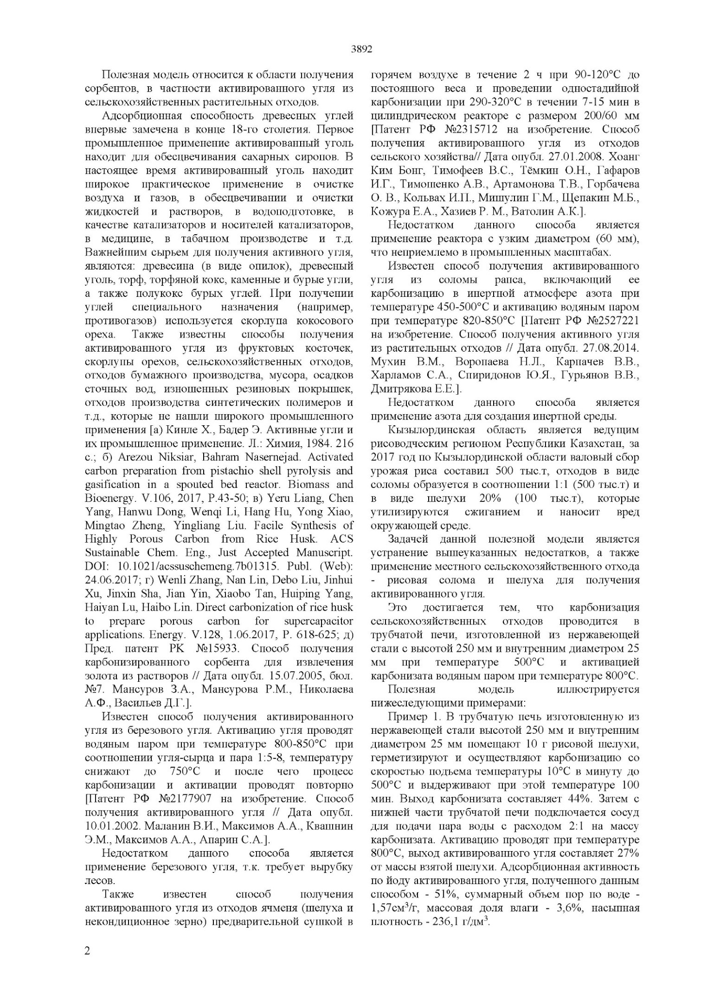 3892
Полезная модель относится к области получения
сорбентов, в частности активированного угля из
сельскохозяйственных растительных отходов.
Адсорбционная способность древесных углей
впервые замечена в конце 18-го столетия. Первое
промышленное применение активированный уголь
находит для обесцвечивания сахарных сиропов. В
настоящее время активированный уголь находит
широкое практическое применение в очистке
воздуха и газов, в обесцвечивании и очистки
жидкостей и растворов, в водоподготовке, в
качестве катализаторов и носителей катализаторов,
в медицине, в табачном производстве и т.д.
Важнейшим сырьем для получения активного угля,
являются: древесина (в виде опилок), древесный
уголь, торф, торфяной кокс, каменные и бурые угли,
а также полукокс бурых углей. При получении
углей специального назначения (например,
противогазов) используется скорлупа кокосового
ореха. Также известны способы получения
активированного угля из фруктовых косточек,
скорлупы орехов, сельскохозяйственных отходов,
отходов бумажного производства, мусора, осадков
сточных вод, изношенных резиновых покрышек,
отходов производства синтетических полимеров и
т.д., которые не нашли широкого промышленного
применения [а) Кинле Х., Бадер Э. Активные угли и
их промышленное применение. Л.: Химия, 1984. 216
с.; б) Arezou Niksiar, Bahram Nasernejad. Activated
carbon preparation from pistachio shell pyrolysis and
gasification in a spouted bed reactor. Biomass and
Bioenergy. V.106, 2017, P.43-50; в) Yeru Liang, Chen
Yang, Hanwu Dong, Wenqi Li, Hang Hu, Yong Xiao,
Mingtao Zheng, Yingliang Liu. Facile Synthesis of
Highly Porous Carbon from Rice Husk. ACS
Sustainable Chem. Eng., Just Accepted Manuscript.
DOI: 10.1021/acssuschemeng.7b01315. Publ. (Web):
24.06.2017; г) Wenli Zhang, Nan Lin, Debo Liu, Jinhui
Xu, Jinxin Sha, Jian Yin, Xiaobo Tan, Huiping Yang,
Haiyan Lu, Haibo Lin. Direct carbonization of rice husk
to prepare porous carbon for supercapacitor
applications. Energy. V.128, 1.06.2017, P. 618-625; д)
Пред. патент РК №15933. Способ получения
карбонизированного сорбента для извлечения
золота из растворов // Дата опубл. 15.07.2005, бюл.
№7. Мансуров З.А., Мансурова Р.М., Николаева
А.Ф., Васильев Д.Г.].
Известен способ получения активированного
угля из березового угля. Активацию угля проводят
водяным паром при температуре 800-850°С при
соотношении угля-сырца и пара 1:5-8, температуру
снижают до 750°С и после чего процесс
карбонизации и активации проводят повторно
[Патент РФ №2177907 на изобретение. Способ
получения активированного угля // Дата опубл.
10.01.2002. Маланин В.И., Максимов А.А., Квашнин
Э.М., Максимов А.А., Апарин С.А.].
Недостатком данного способа является
применение березового угля, т.к. требует вырубку
лесов.
Также известен способ получения
активированного угля из отходов ячменя (шелуха и
некондиционное зерно) предварительной сушкой в
горячем воздухе в течение 2 ч при 90-120°С до
постоянного веса и проведении одностадийной
карбонизации при 290-320°С в течении 7-15 мин в
цилиндрическом реакторе с размером 200/60 мм
[Патент РФ №2315712 на изобретение. Способ
получения активированного угля из отходов
сельского хозяйства// Дата опубл. 27.01.2008. Хоанг
Ким Бонг, Тимофеев В.С., Тёмкин О.Н., Гафаров
И.Г., Тимошенко А.В., Артамонова Т.В., Горбачева
О. В., Кольвах И.П., Мишулин Г.М., Щепакин М.Б.,
Кожура Е.А., Хазиев Р. М., Ватолин А.К.].
Недостатком данного способа является
применение реактора с узким диаметром (60 мм),
что неприемлемо в промышленных масштабах.
Известен способ получения активированного
угля из соломы рапса, включающий ее
карбонизацию в инертной атмосфере азота при
температуре 450-500°С и активацию водяным паром
при температуре 820-850°С [Патент РФ №2527221
на изобретение. Способ получения активного угля
из растительных отходов // Дата опубл. 27.08.2014.
Мухин В.М., Воропаева Н.Л., Карпачев В.В.,
Харламов С.А., Спиридонов Ю.Я., Гурьянов В.В.,
Дмитрякова Е.Е.].
Недостатком данного способа является
применение азота для создания инертной среды.
Кызылординская область является ведущим
рисоводческим регионом Республики Казахстан, за
2017 год по Кызылординской области валовый сбор
урожая риса составил 500 тыс.т, отходов в виде
соломы образуется в соотношении 1:1 (500 тыс.т) и
в виде шелухи 20% (100 тыс.т), которые
утилизируются сжиганием и наносит вред
окружающей среде.
Задачей данной полезной модели является
устранение вышеуказанных недостатков, а также
применение местного сельскохозяйственного отхода
- рисовая солома и шелуха для получения
активированного угля.
Это достигается тем, что карбонизация
сельскохозяйственных отходов проводится в
трубчатой печи, изготовленной из нержавеющей
стали с высотой 250 мм и внутренним диаметром 25
мм при температуре 500°С и активацией
карбонизата водяным паром при температуре 800°С.
Полезная модель иллюстрируется
нижеследующими примерами:
Пример 1. В трубчатую печь изготовленную из
нержавеющей стали высотой 250 мм и внутренним
диаметром 25 мм помещают 10 г рисовой шелухи,
герметизируют и осуществляют карбонизацию со
скоростью подъема температуры 10°С в минуту до
500°С и выдерживают при этой температуре 100
мин. Выход карбонизата составляет 44%. Затем с
нижней части трубчатой печи подключается сосуд
для подачи пара воды с расходом 2:1 на массу
карбонизата. Активацию проводят при температуре
800°С, выход активированного угля составляет 27%
от массы взятой шелухи. Адсорбционная активность
по йоду активированного угля, полученного данным
способом - 51%, суммарный объем пор по воде -
1,57см³/г, массовая доля влаги - 3,6%, насыпная
плотность - 236,1 г/дм³.
2